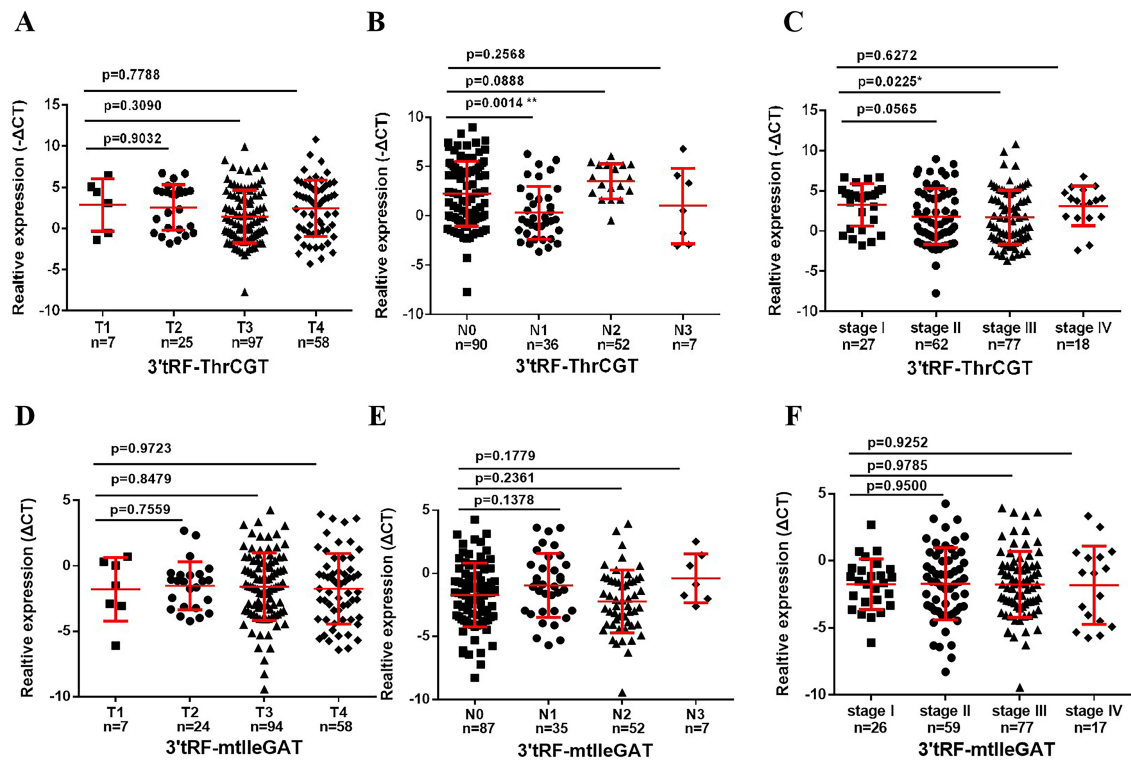 A
p=0.7788
p=0.3090
p=0.9032
Realtive expression (-ΔCT)
15
10
5
0
-5
-10
T1
T2
T3
T4
n=7
n=25
n=97
n=58
3'tRF-ThrCGT
B
p=0.2568
p=0.0888
p=0.0014 **
Realtive expression (-ΔCT)
10
5
0
-5
-10
N0
N1
N2
N3
n=90
n=36
n=52
n=7
3'tRF-ThrCGT
C
p=0.6272
p=0.0225*
p=0.0565
Realtive expression (-ΔCT)
15
10
5
0
-5
-10
stage I
stage II
stage III
stage IV
n=27
n=62
n=77
n=18
3'tRF-ThrCGT
D
p=0.9723
p=0.8479
p=0.7559
Realtive expression (ΔCT)
5
0
-5
-10
T1
T2
T3
T4
n=7
n=24
n=94
n=58
3'tRF-mtIleGAT
E
p=0.1779
p=0.2361
p=0.1378
Realtive expression (ΔCT)
5
0
-5
-10
N0
N1
N2
N3
n=87
n=35
n=52
n=7
3'tRF-mtIleGAT
F
p=0.9252
p=0.9785
p=0.9500
Realtive expression (ΔCT)
5
0
-5
-10
stage I
stage II
stage III
stage IV
n=26
n=59
n=77
n=17
3'tRF-mtIleGAT